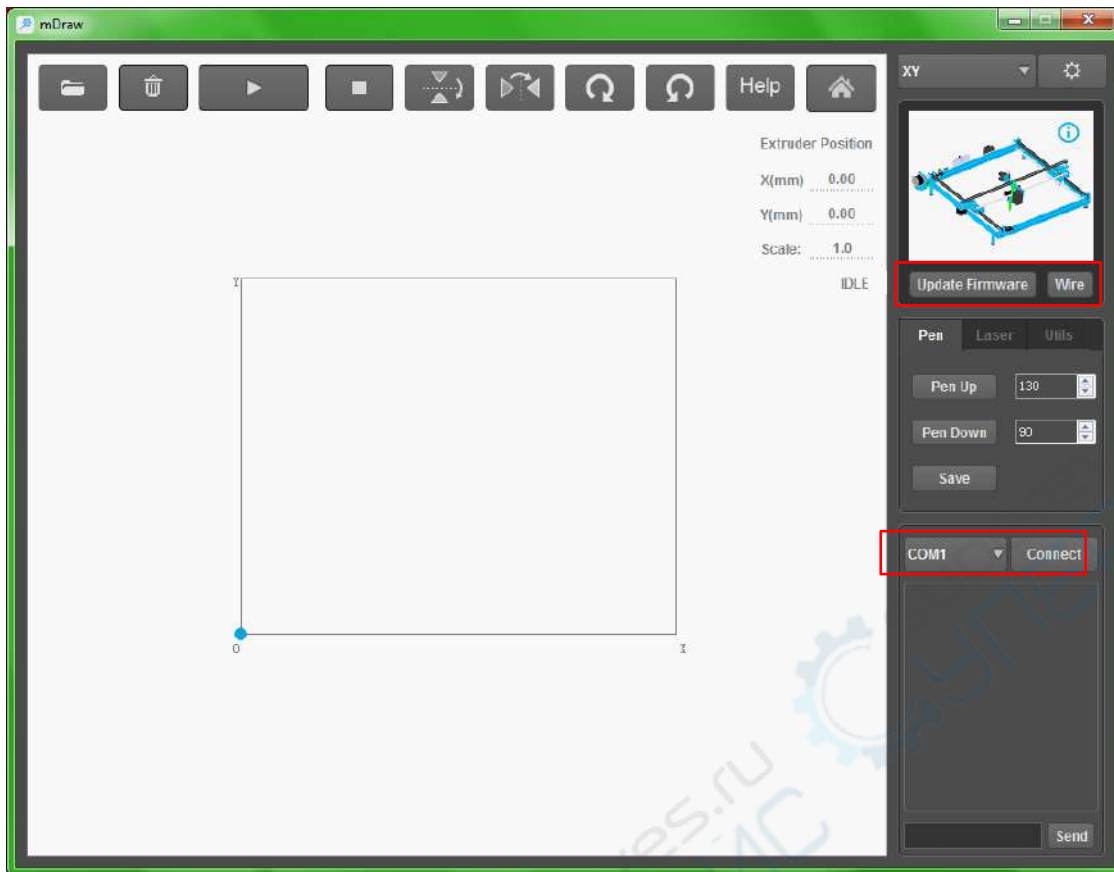 mDraw
Help
Extruder Position
X(mm) 0.00
Y(mm) 0.00
Scale: 1.0
IDLE
Y
O
X
XY
Update Firmware Wire
Pen Laser Utils
Pen Up 130
Pen Down 90
Save
COM1 Connect
Send